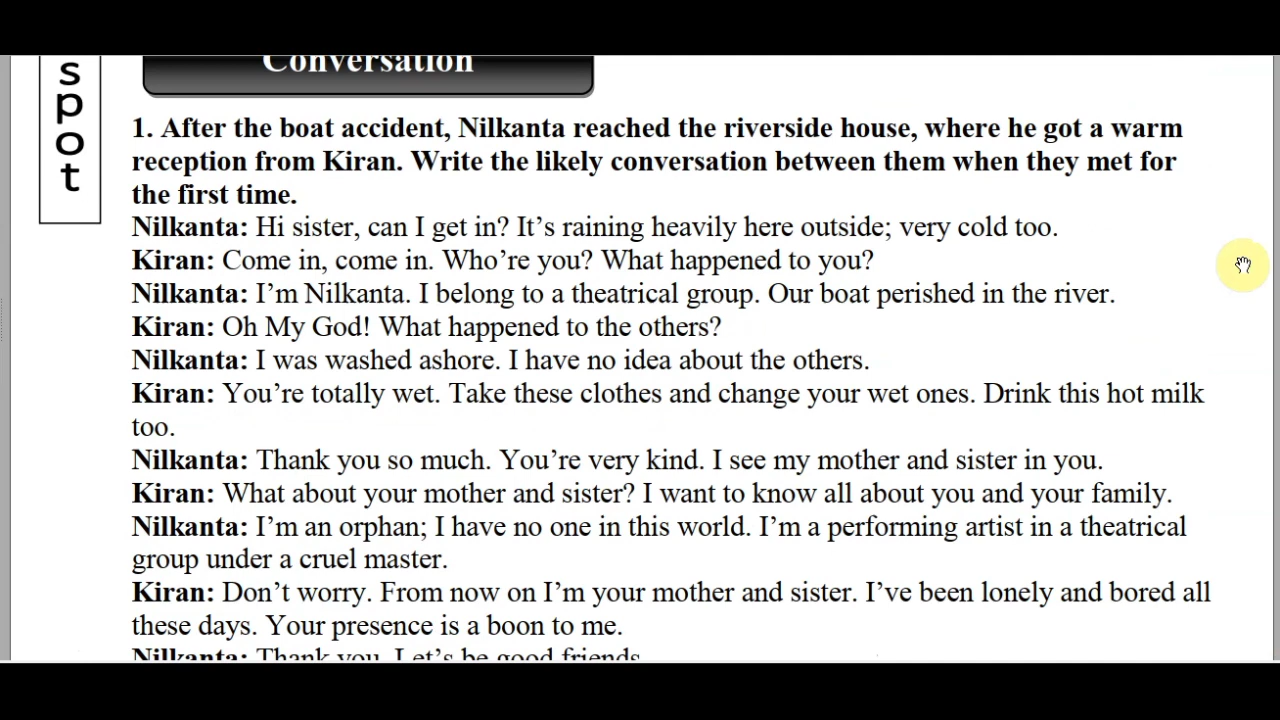 s
p
o
t
Conversation
1. After the boat accident, Nilkanta reached the riverside house, where he got a warm
reception from Kiran. Write the likely conversation between them when they met for
the first time.
Nilkanta: Hi sister, can I get in? It’s raining heavily here outside; very cold too.
Kiran: Come in, come in. Who’re you? What happened to you?
Nilkanta: I’m Nilkanta. I belong to a theatrical group. Our boat perished in the river.
Kiran: Oh My God! What happened to the others?
Nilkanta: I was washed ashore. I have no idea about the others.
Kiran: You’re totally wet. Take these clothes and change your wet ones. Drink this hot milk
too.
Nilkanta: Thank you so much. You’re very kind. I see my mother and sister in you.
Kiran: What about your mother and sister? I want to know all about you and your family.
Nilkanta: I’m an orphan; I have no one in this world. I’m a performing artist in a theatrical
group under a cruel master.
Kiran: Don’t worry. From now on I’m your mother and sister. I’ve been lonely and bored all
these days. Your presence is a boon to me.
Nilkanta: Thank you. Let’s be good friends